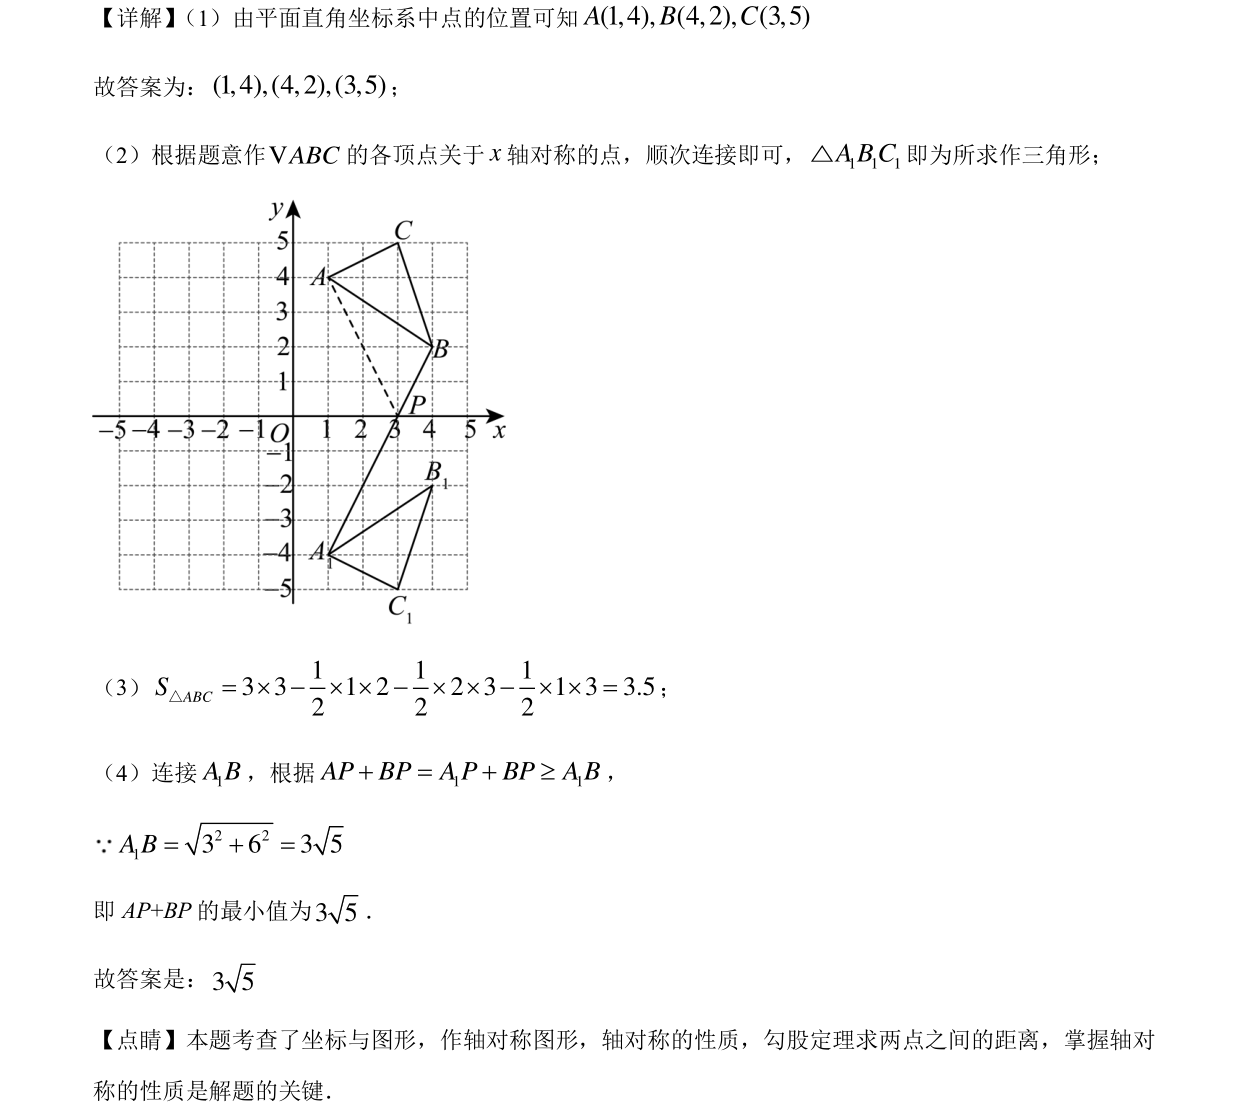 【详解】（1）由平面直角坐标系中点的位置可知 A(1,4),B(4,2),C(3,5)
故答案为：(1,4),(4,2),(3,5)；
（2）根据题意作VABC 的各顶点关于 x 轴对称的点，顺次连接即可，△A₁B₁C₁ 即为所求作三角形；
y
C
5
4 A
3
2 B
1
P
−5 −4 −3 −2 −1 O 1 2 3 4 5 x
−1
B₁
−2
−3
−4 A₁
−5
C₁
（3）S△ABC = 3×3−1/2×1×2−1/2×2×3−1/2×1×3=3.5；
（4）连接 A₁B，根据 AP+BP = A₁P+BP ≥ A₁B，
∵ A₁B = √(3²+6²) = 3√5
即 AP+BP 的最小值为3√5．
故答案是：3√5
【点睛】本题考查了坐标与图形，作轴对称图形，轴对称的性质，勾股定理求两点之间的距离，掌握轴对
称的性质是解题的关键．